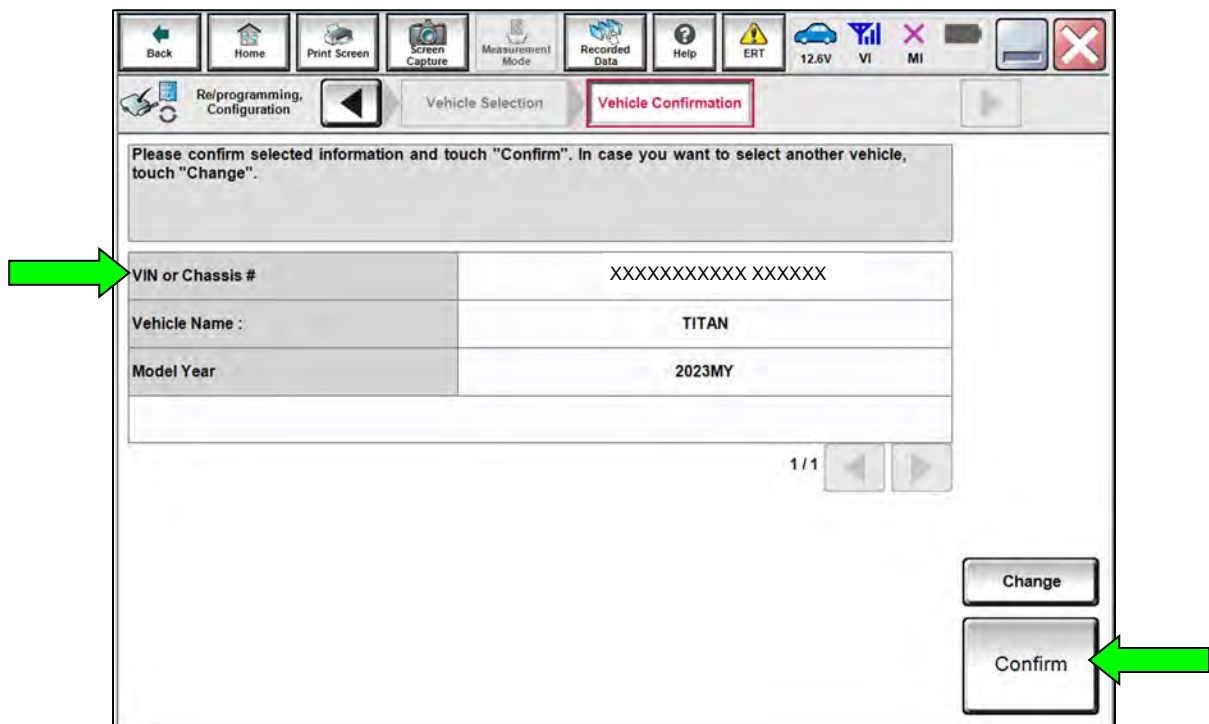 Back
Home
Print Screen
Screen
Capture
Measurement
Mode
Recorded
Data
Help
ERT
12.6V
VI
MI
Re/programming,
Configuration
Vehicle Selection
Vehicle Confirmation
Please confirm selected information and touch "Confirm". In case you want to select another vehicle,
touch "Change".
VIN or Chassis # XXXXXXXXXXX XXXXXX
Vehicle Name : TITAN
Model Year 2023MY
1 / 1
Change
Confirm